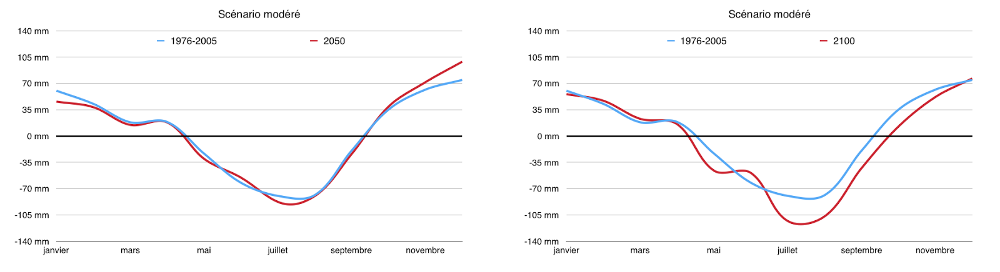 Scénario modéré
140 mm
1976-2005
2050
105 mm
70 mm
35 mm
0 mm
-35 mm
-70 mm
-105 mm
-140 mm
janvier mars mai juillet septembre novembre
Scénario modéré
140 mm
1976-2005
2100
105 mm
70 mm
35 mm
0 mm
-35 mm
-70 mm
-105 mm
-140 mm
janvier mars mai juillet septembre novembre